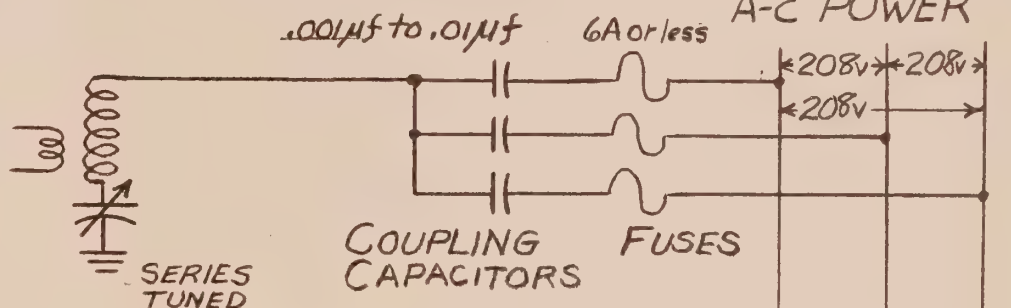 A-C POWER
.001μf to .01μf
6A or less
208v
208v
208v
COUPLING
CAPACITORS
FUSES
SERIES
TUNED